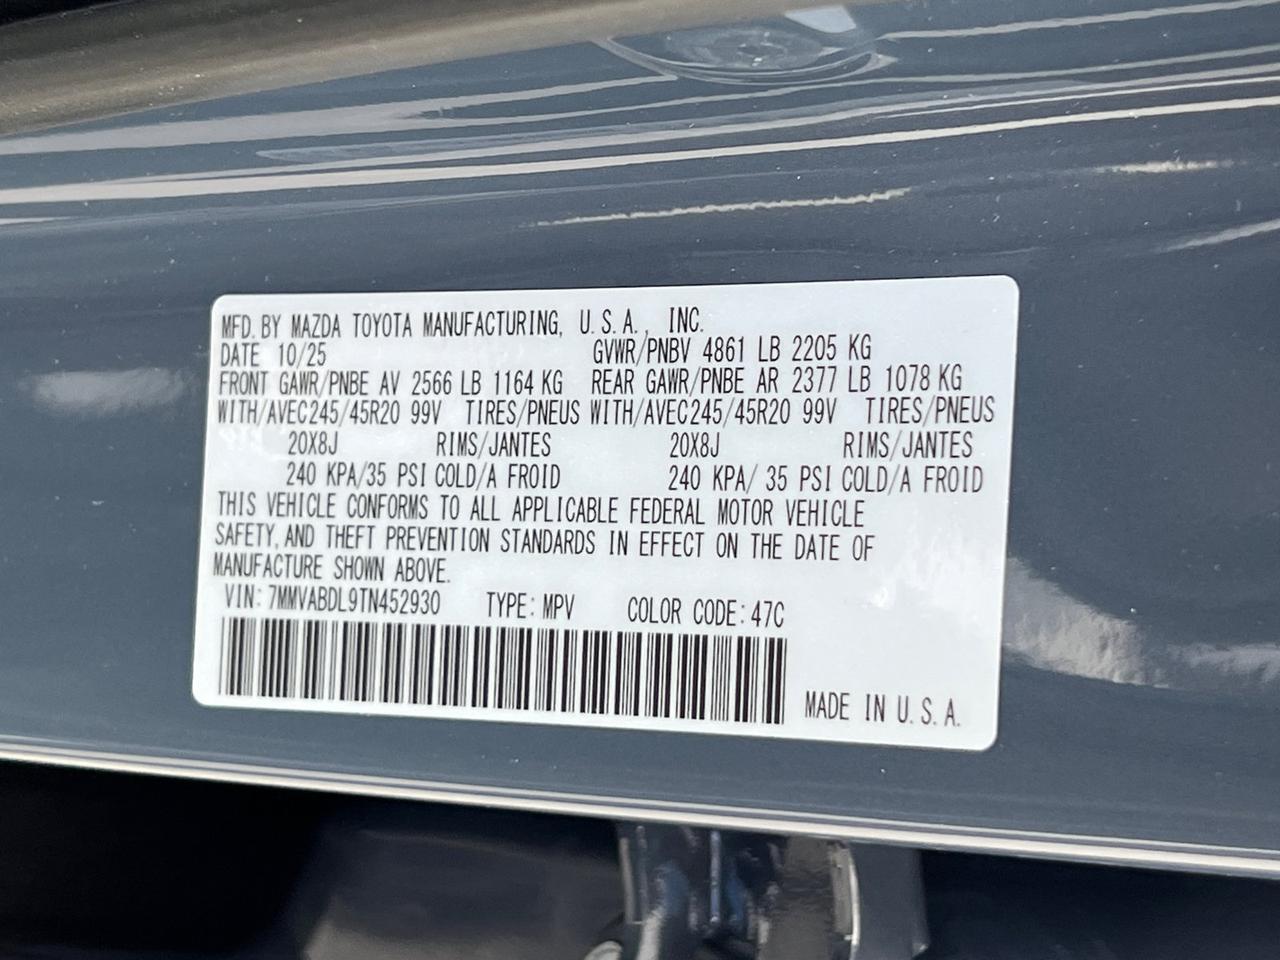 MFD. BY MAZDA TOYOTA MANUFACTURING, U.S.A., INC.
DATE 10/25 GVWR/PNBV 4861 LB 2205 KG
FRONT GAWR/PNBE AV 2566 LB 1164 KG REAR GAWR/PNBE AR 2377 LB 1078 KG
WITH/AVEC245/45R20 99V TIRES/PNEUS WITH/AVEC245/45R20 99V TIRES/PNEUS
20X8J RIMS/JANTES 20X8J RIMS/JANTES
240 KPA/35 PSI COLD/A FROID 240 KPA/ 35 PSI COLD/A FROID
THIS VEHICLE CONFORMS TO ALL APPLICABLE FEDERAL MOTOR VEHICLE
SAFETY, AND THEFT PREVENTION STANDARDS IN EFFECT ON THE DATE OF
MANUFACTURE SHOWN ABOVE.
VIN: 7MMVABDL9TN452930 TYPE: MPV COLOR CODE: 47C
MADE IN U.S.A.